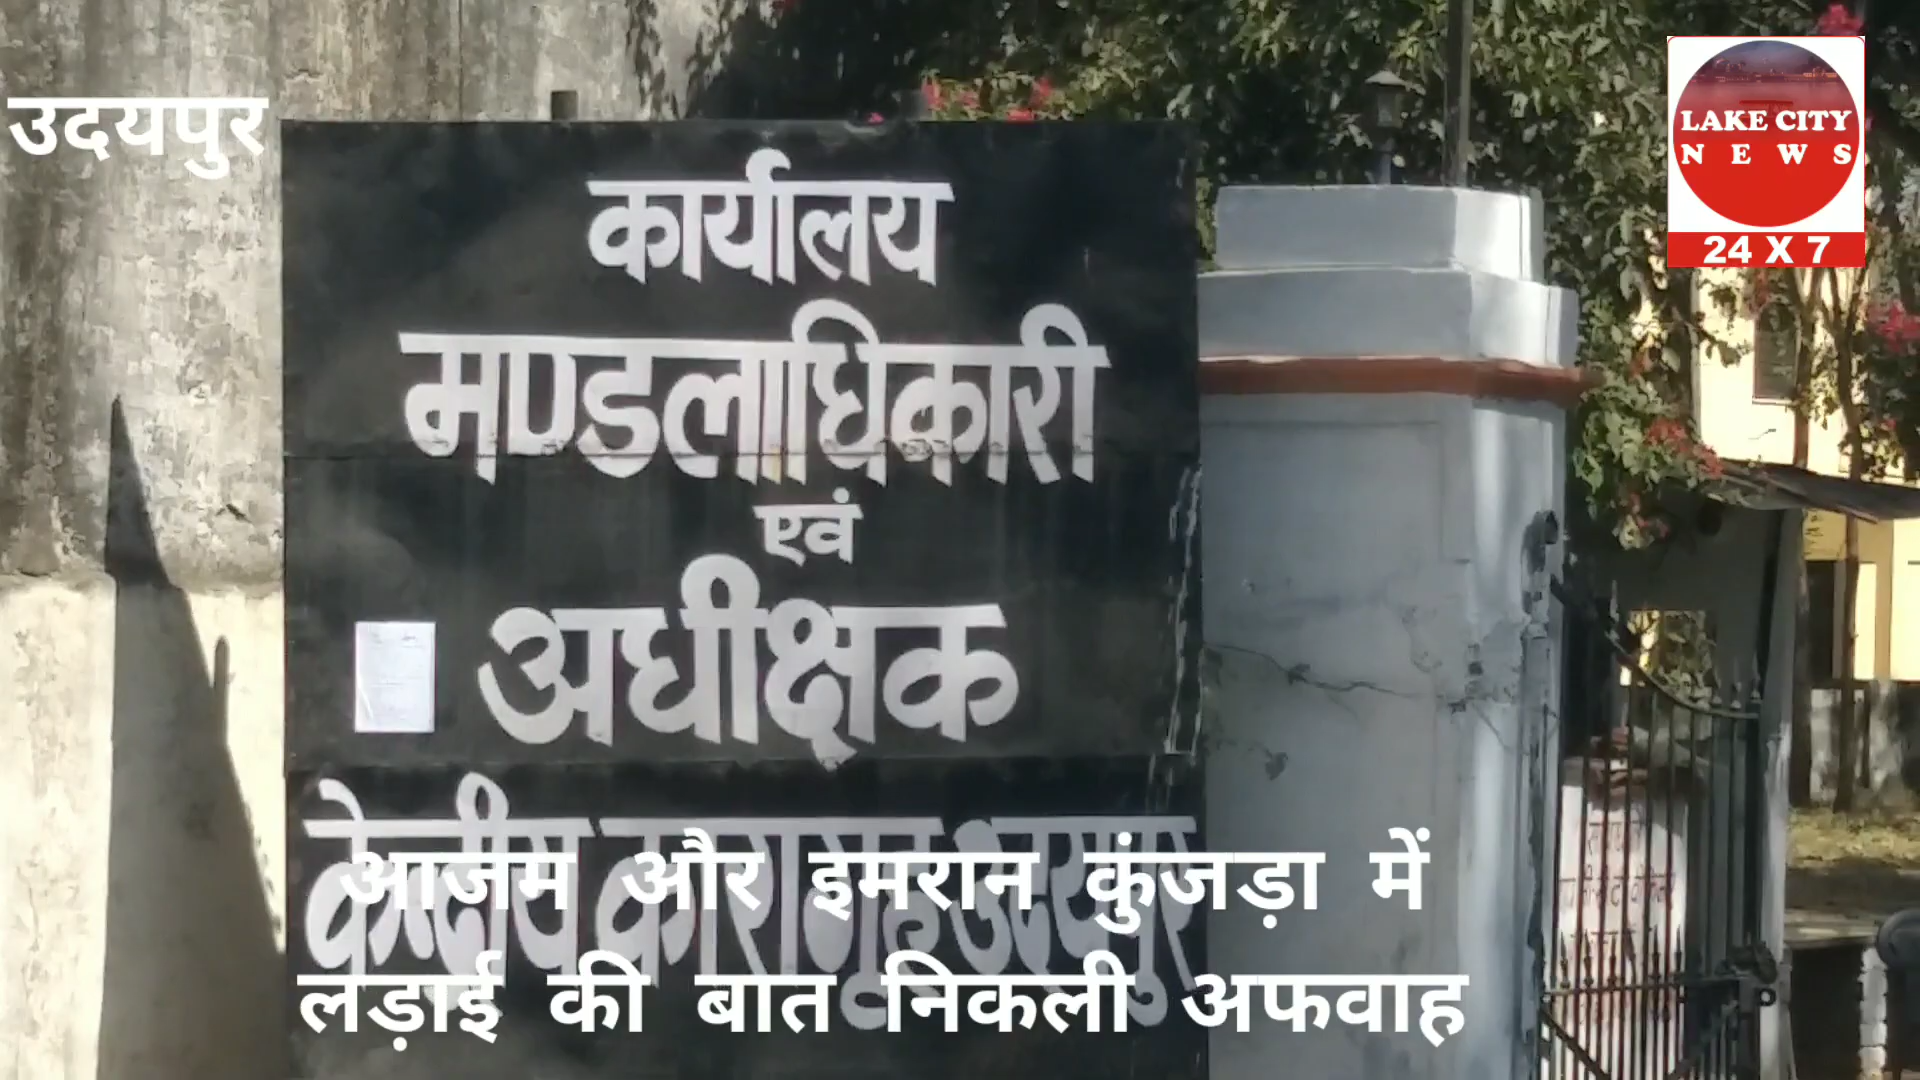 उदयपुर
LAKE CITY
NEWS
24 X 7
कार्यालय
मण्डलाधिकारी
एवं
अधीक्षक
केन्द्रीय कारागृह उदयपुर
आजम और इमरान कुंजड़ा में
लड़ाई की बात निकली अफवाह